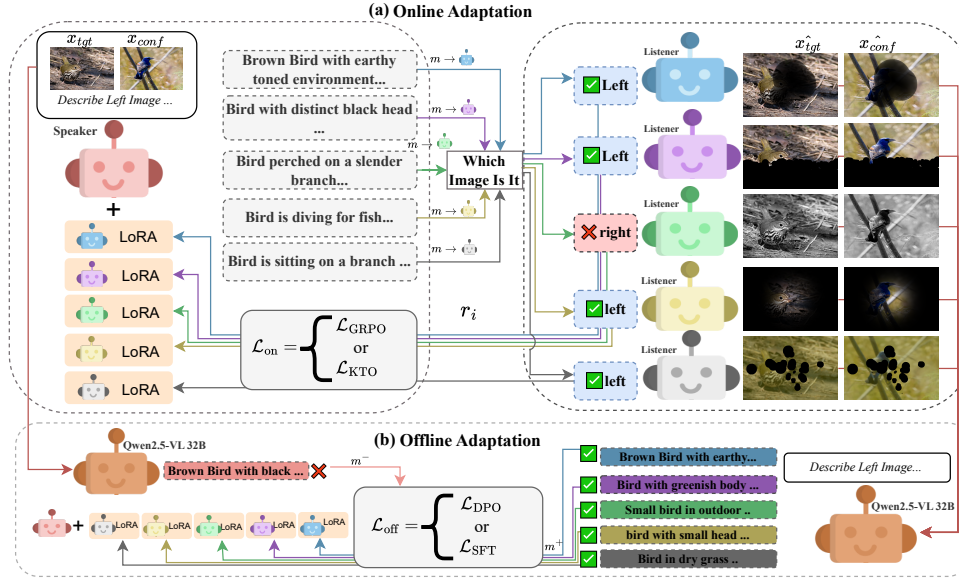 (a) Online Adaptation
x_tgt x_conf
Describe Left Image ...
Speaker
+
LoRA
LoRA
LoRA
LoRA
LoRA
Brown Bird with earthy
toned environment...
Bird with distinct black head
...
Bird perched on a slender
branch...
Bird is diving for fish...
Bird is sitting on a branch ...
m →
m →
m →
m →
m →
Which
Image Is It
r_i
ℒ_on = { ℒ_GRPO
or
ℒ_KTO
✅ Left
✅ Left
❌ right
✅ left
✅ left
Listener
Listener
Listener
Listener
Listener
x̂_tgt x̂_conf
(b) Offline Adaptation
Qwen2.5-VL 32B
Brown Bird with black ... ❌
m⁻
+
LoRA LoRA LoRA LoRA LoRA
ℒ_off = { ℒ_DPO
or
ℒ_SFT
m⁺
✅ Brown Bird with earthy...
✅ Bird with greenish body ...
✅ Small bird in outdoor ..
✅ bird with small head ...
✅ Bird in dry grass ..
Describe Left Image...
Qwen2.5-VL 32B